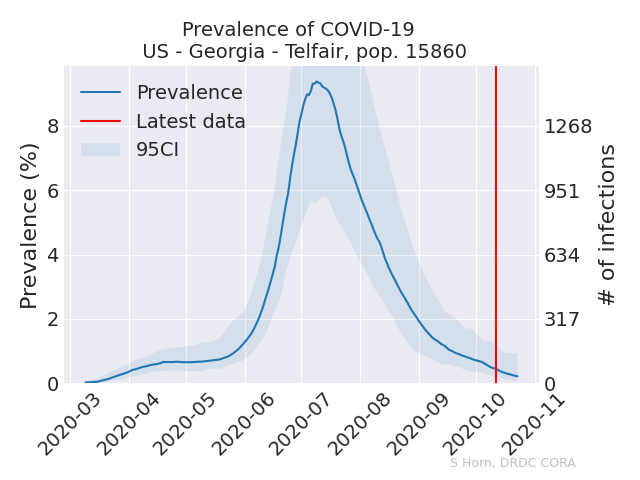 Prevalence of COVID-19
US - Georgia - Telfair, pop. 15860
Prevalence
Latest data
95CI
Prevalence (%)
8
6
4
2
0
1268
951
634
317
0
# of infections
2020-03
2020-04
2020-05
2020-06
2020-07
2020-08
2020-09
2020-10
2020-11
S Horn, DRDC CORA